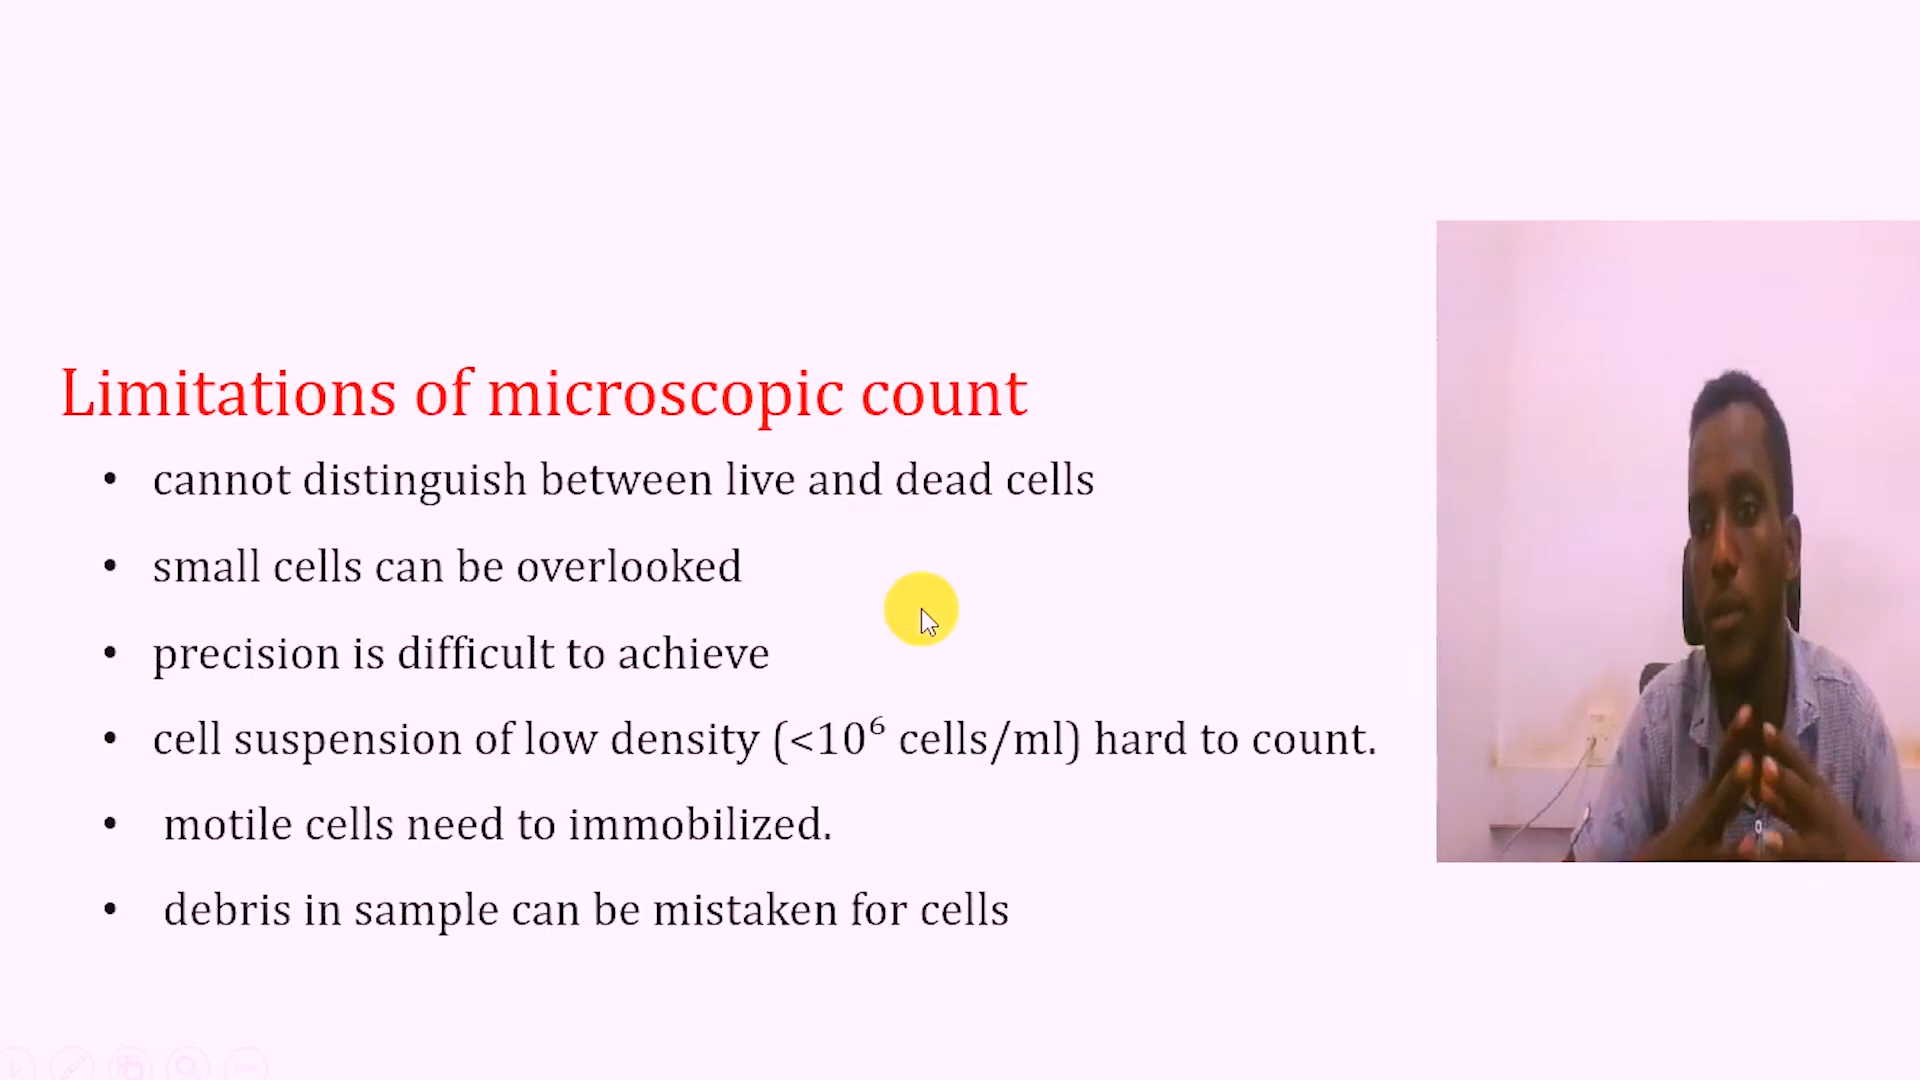 Limitations of microscopic count
• cannot distinguish between live and dead cells
• small cells can be overlooked
• precision is difficult to achieve
• cell suspension of low density (<10⁶ cells/ml) hard to count.
• motile cells need to immobilized.
• debris in sample can be mistaken for cells